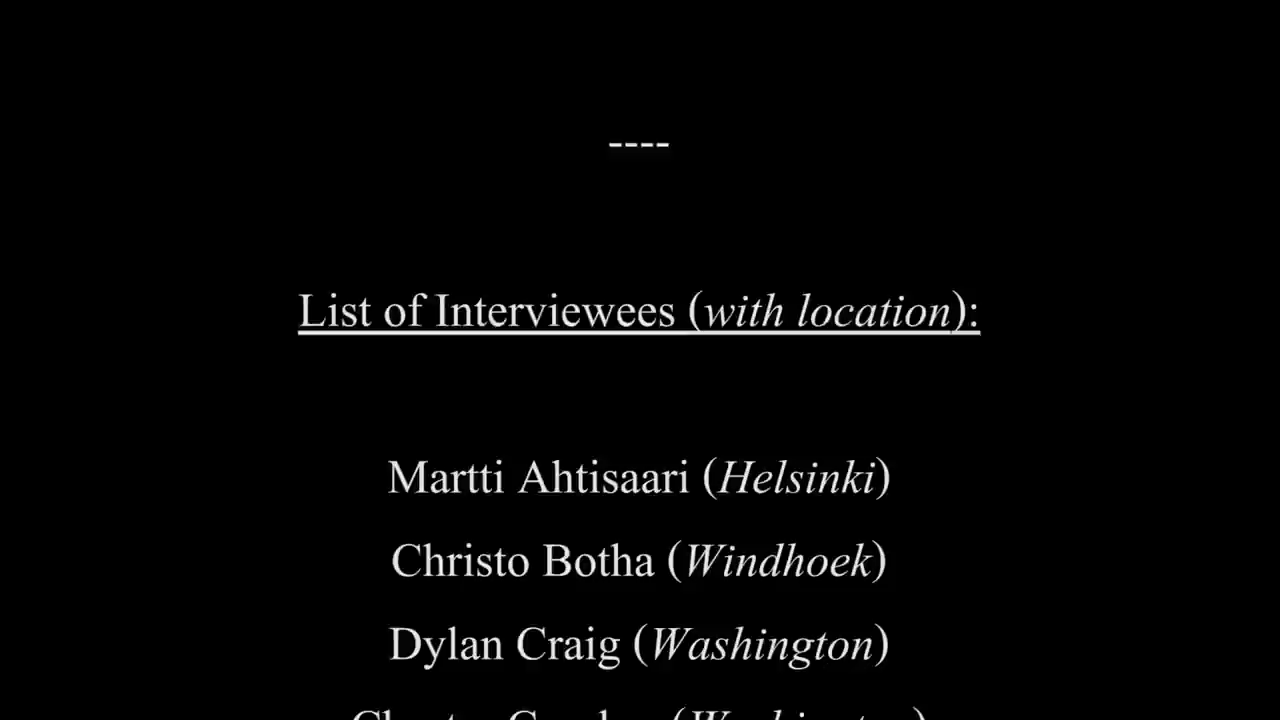 ----
List of Interviewees (with location):
Martti Ahtisaari (Helsinki)
Christo Botha (Windhoek)
Dylan Craig (Washington)